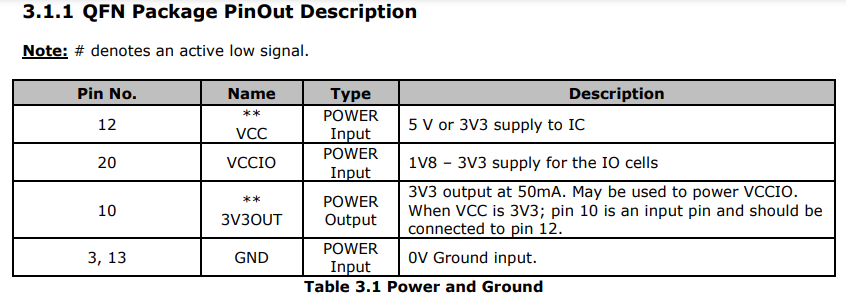 3.1.1 QFN Package PinOut Description
Note: # denotes an active low signal.
Pin No. Name Type Description
12 ** VCC POWER Input 5 V or 3V3 supply to IC
20 VCCIO POWER Input 1V8 – 3V3 supply for the IO cells
10 ** 3V3OUT POWER Output 3V3 output at 50mA. May be used to power VCCIO.
When VCC is 3V3; pin 10 is an input pin and should be
connected to pin 12.
3, 13 GND POWER Input 0V Ground input.
Table 3.1 Power and Ground